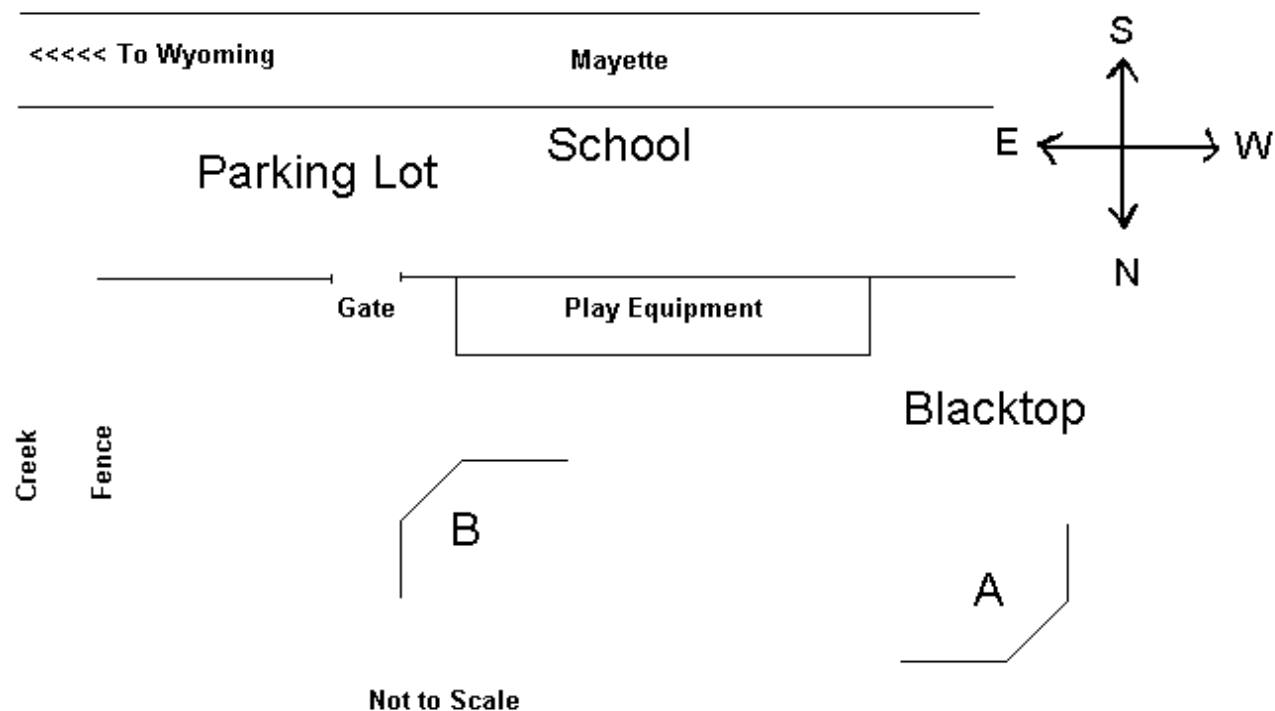 <<<<< To Wyoming
Mayette
S
E
W
N
School
Parking Lot
Gate
Play Equipment
Blacktop
Creek
Fence
B
A
Not to Scale